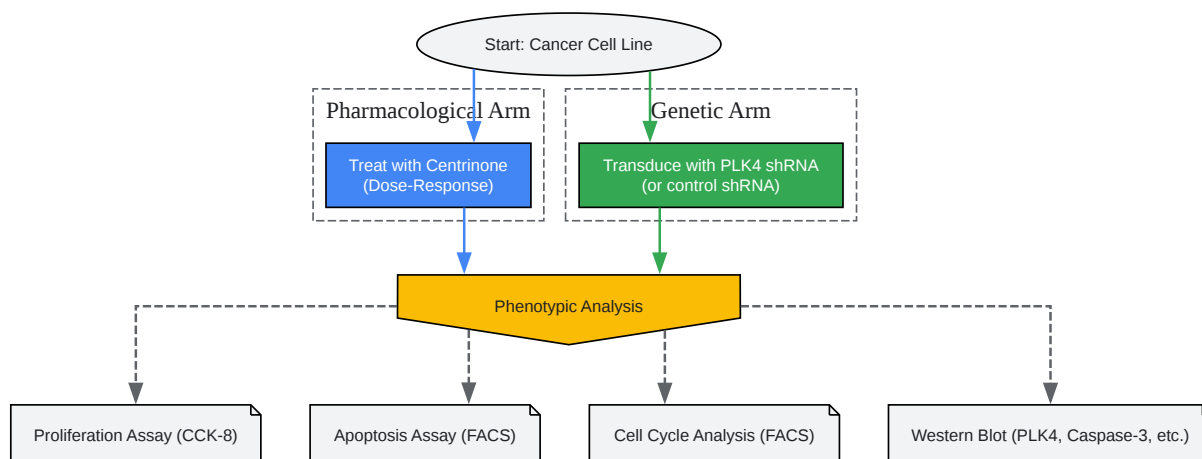 Start: Cancer Cell Line
Pharmacological Arm
Genetic Arm
Treat with Centrinone
(Dose-Response)
Transduce with PLK4 shRNA
(or control shRNA)
Phenotypic Analysis
Proliferation Assay (CCK-8)
Apoptosis Assay (FACS)
Cell Cycle Analysis (FACS)
Western Blot (PLK4, Caspase-3, etc.)